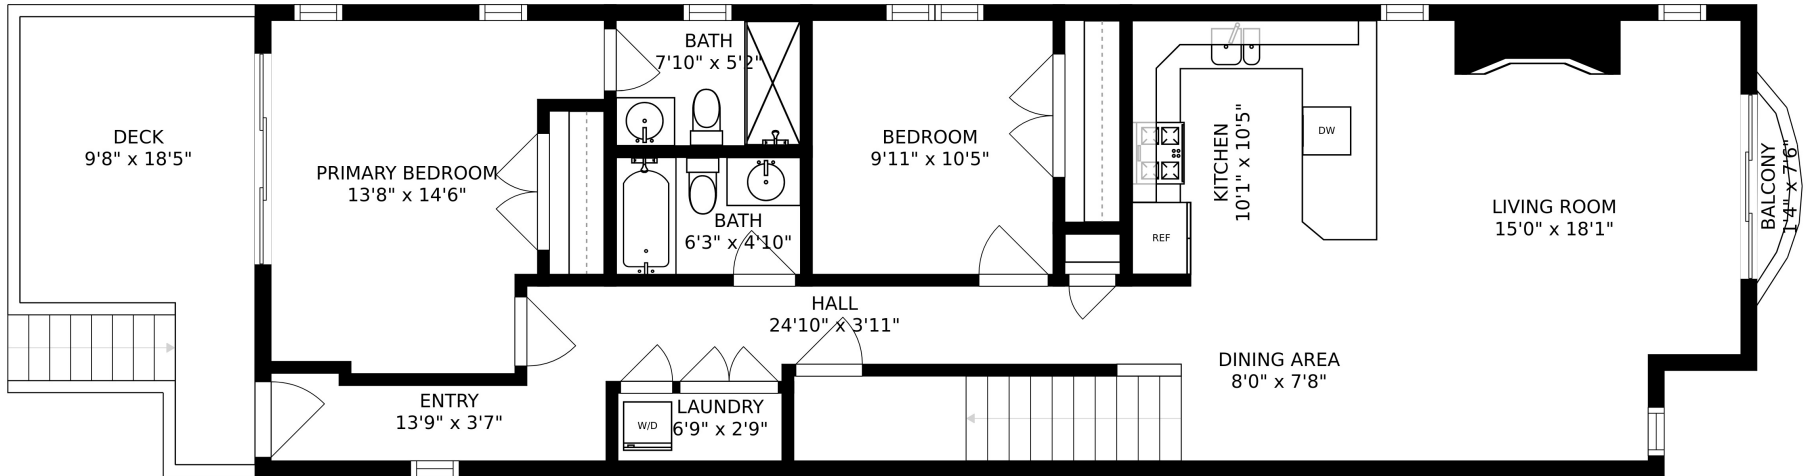 DECK
9'8" x 18'5"
PRIMARY BEDROOM
13'8" x 14'6"
BATH
7'10" x 5'2"
BATH
6'3" x 4'10"
BEDROOM
9'11" x 10'5"
KITCHEN
10'1" x 10'5"
DW
REF
LIVING ROOM
15'0" x 18'1"
BALCONY
1'4" x 7'6"
HALL
24'10" x 3'11"
DINING AREA
8'0" x 7'8"
ENTRY
13'9" x 3'7"
W/D
LAUNDRY
6'9" x 2'9"